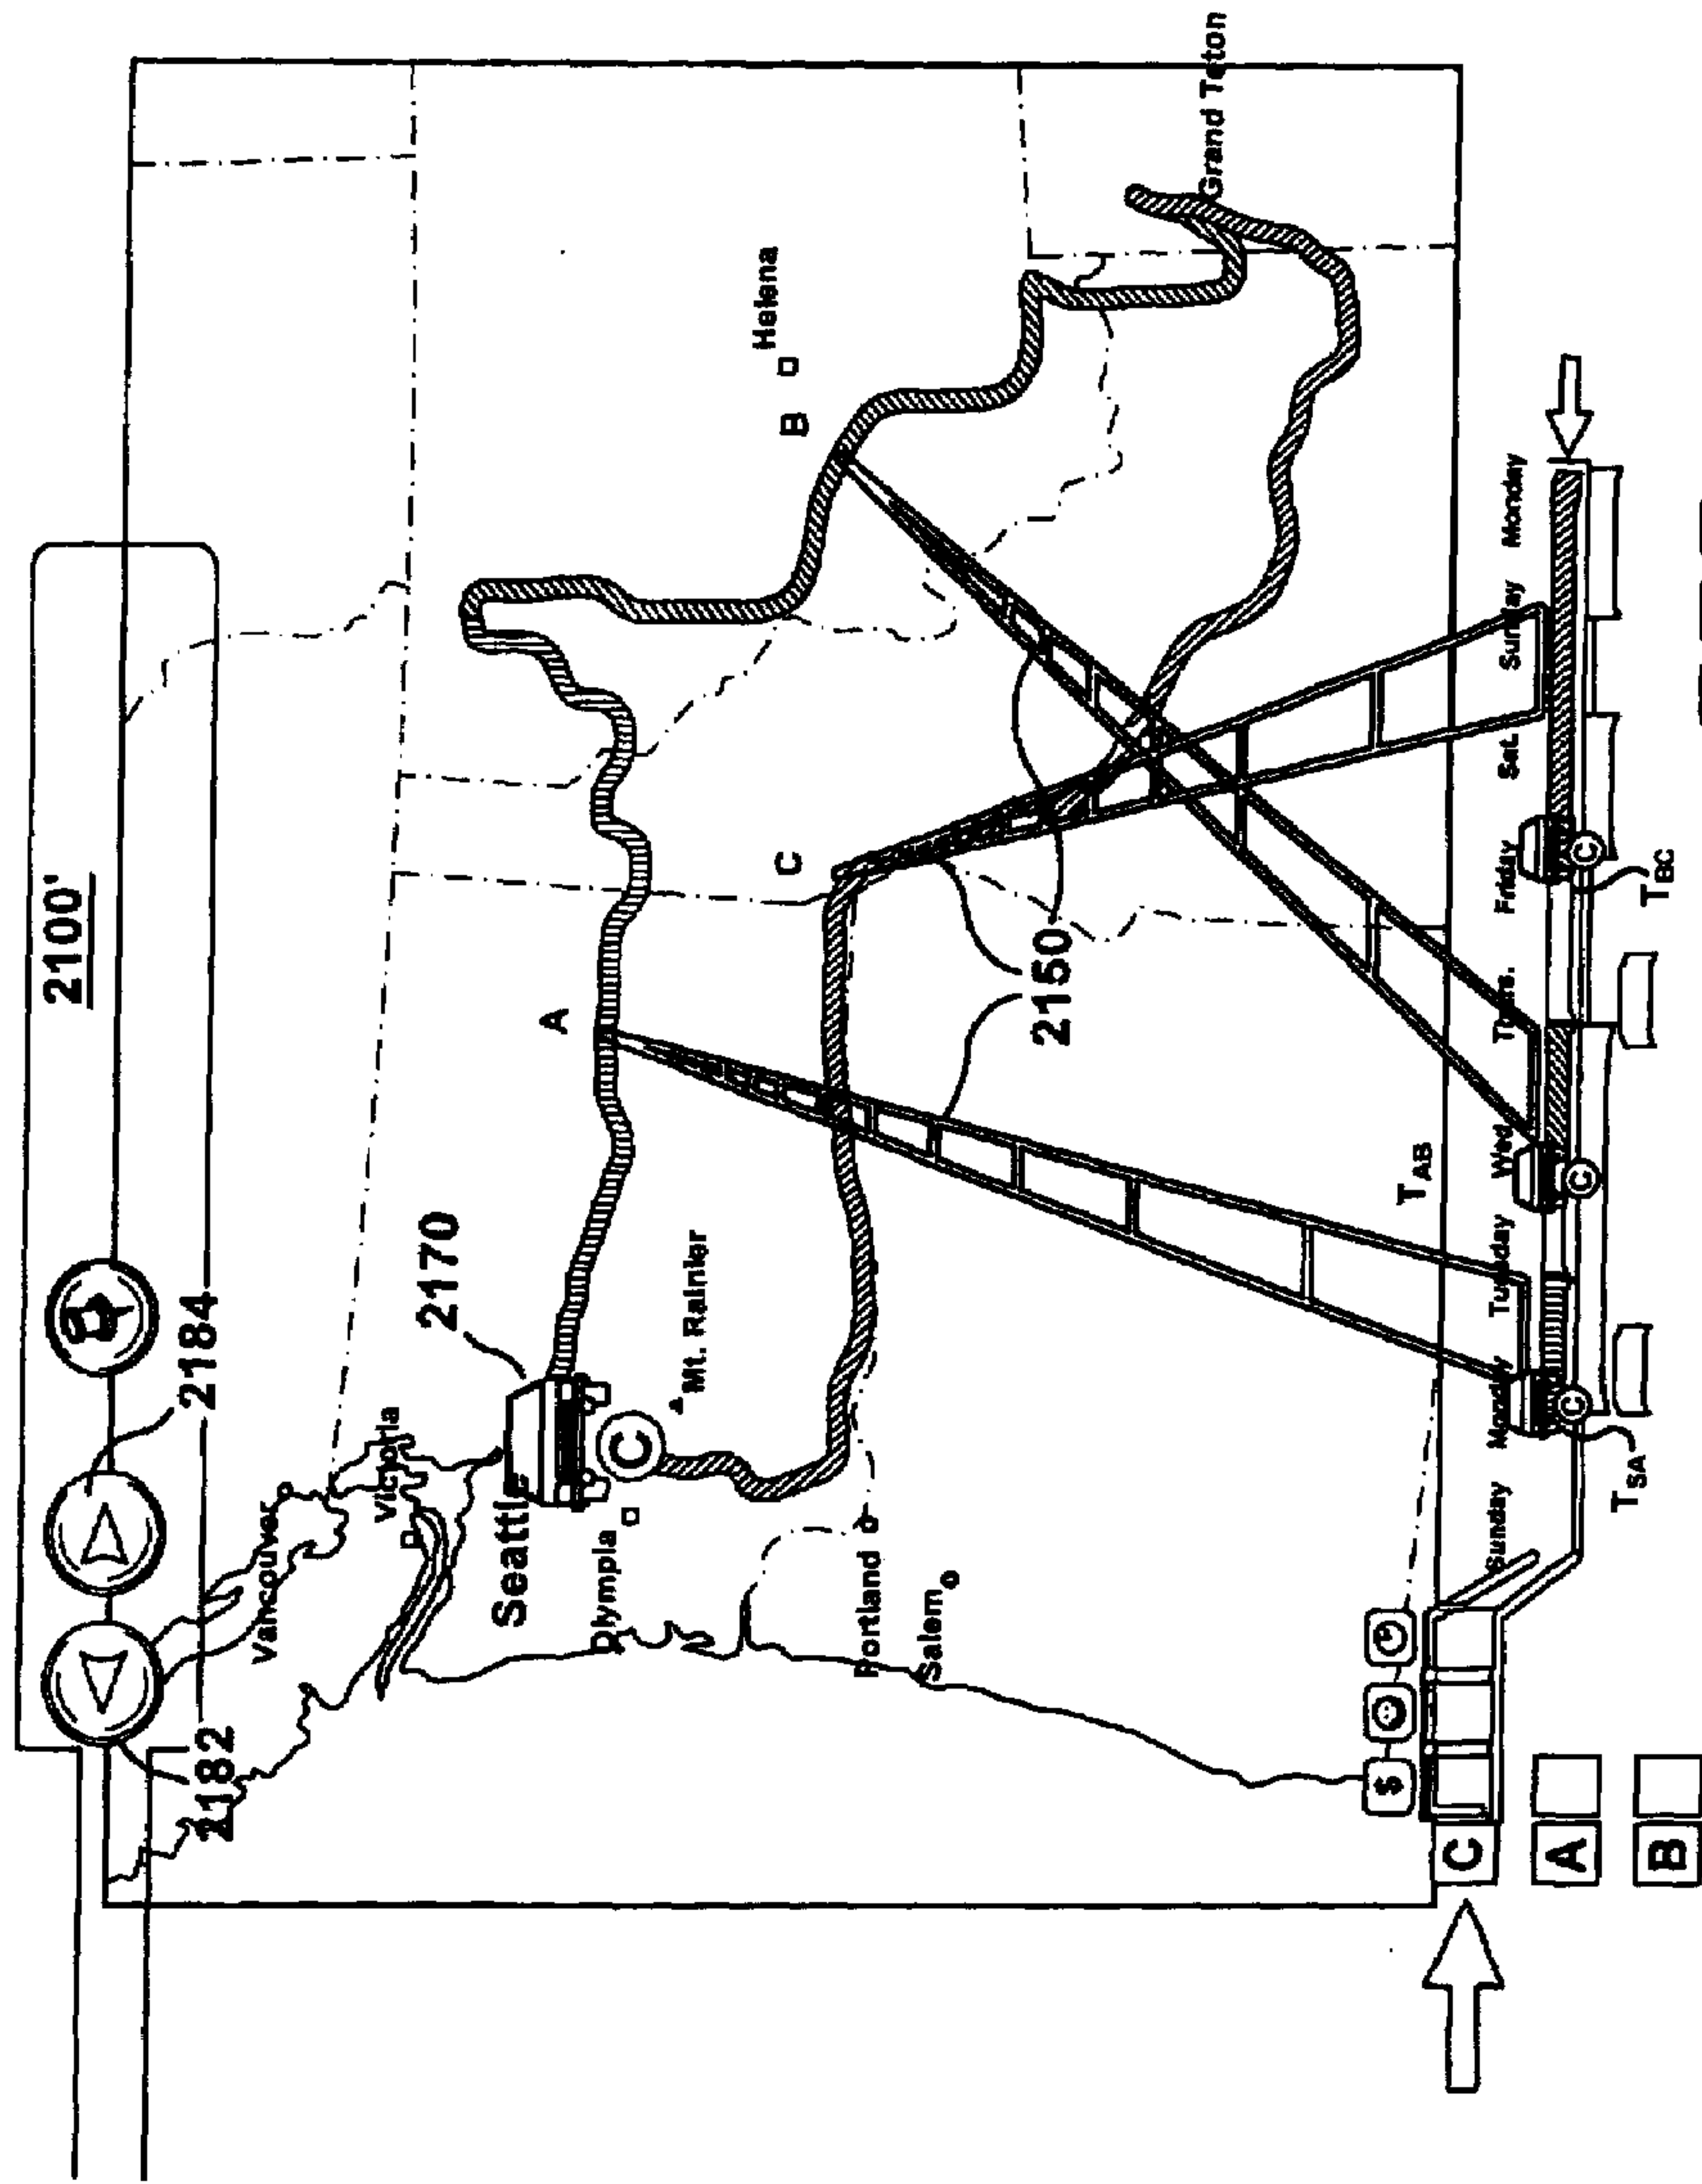 2100'
2182
2184
Vancouver
Victoria
2170
Seattle
Olympia
Mt. Rainier
C
A
B
Helena
C
Portland
Salem
2150
Grand Teton
T_AB
$
Sunday Monday Tuesday Wed Thurs. Friday Sat. Sunday Monday
C
C
C
C
A
B
T_SA
T_BC